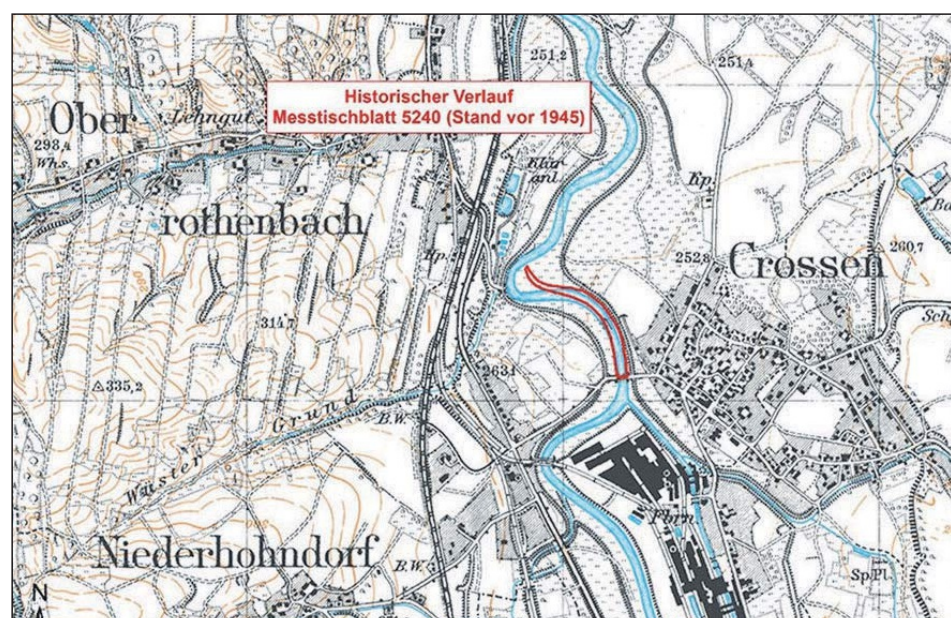 Historischer Verlauf
Messtischblatt 5240 (Stand vor 1945)
251,2
251,4
Ober
Lehngut
298,4
Whs.
Klär
anl.
Kp.
rothenbach
Kp.
252,8
Crossen
260,7
Sch
314,7
335,2
263,1
Wüster Grund
B.W.
Fbrn.
Niederhohndorf
B.W.
Sp.Pl.
N